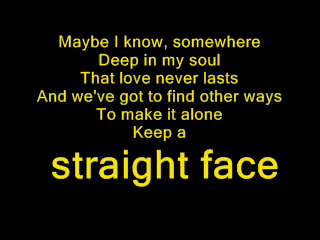 Maybe I know, somewhere
Deep in my soul
That love never lasts
And we've got to find other ways
To make it alone
Keep a
straight face